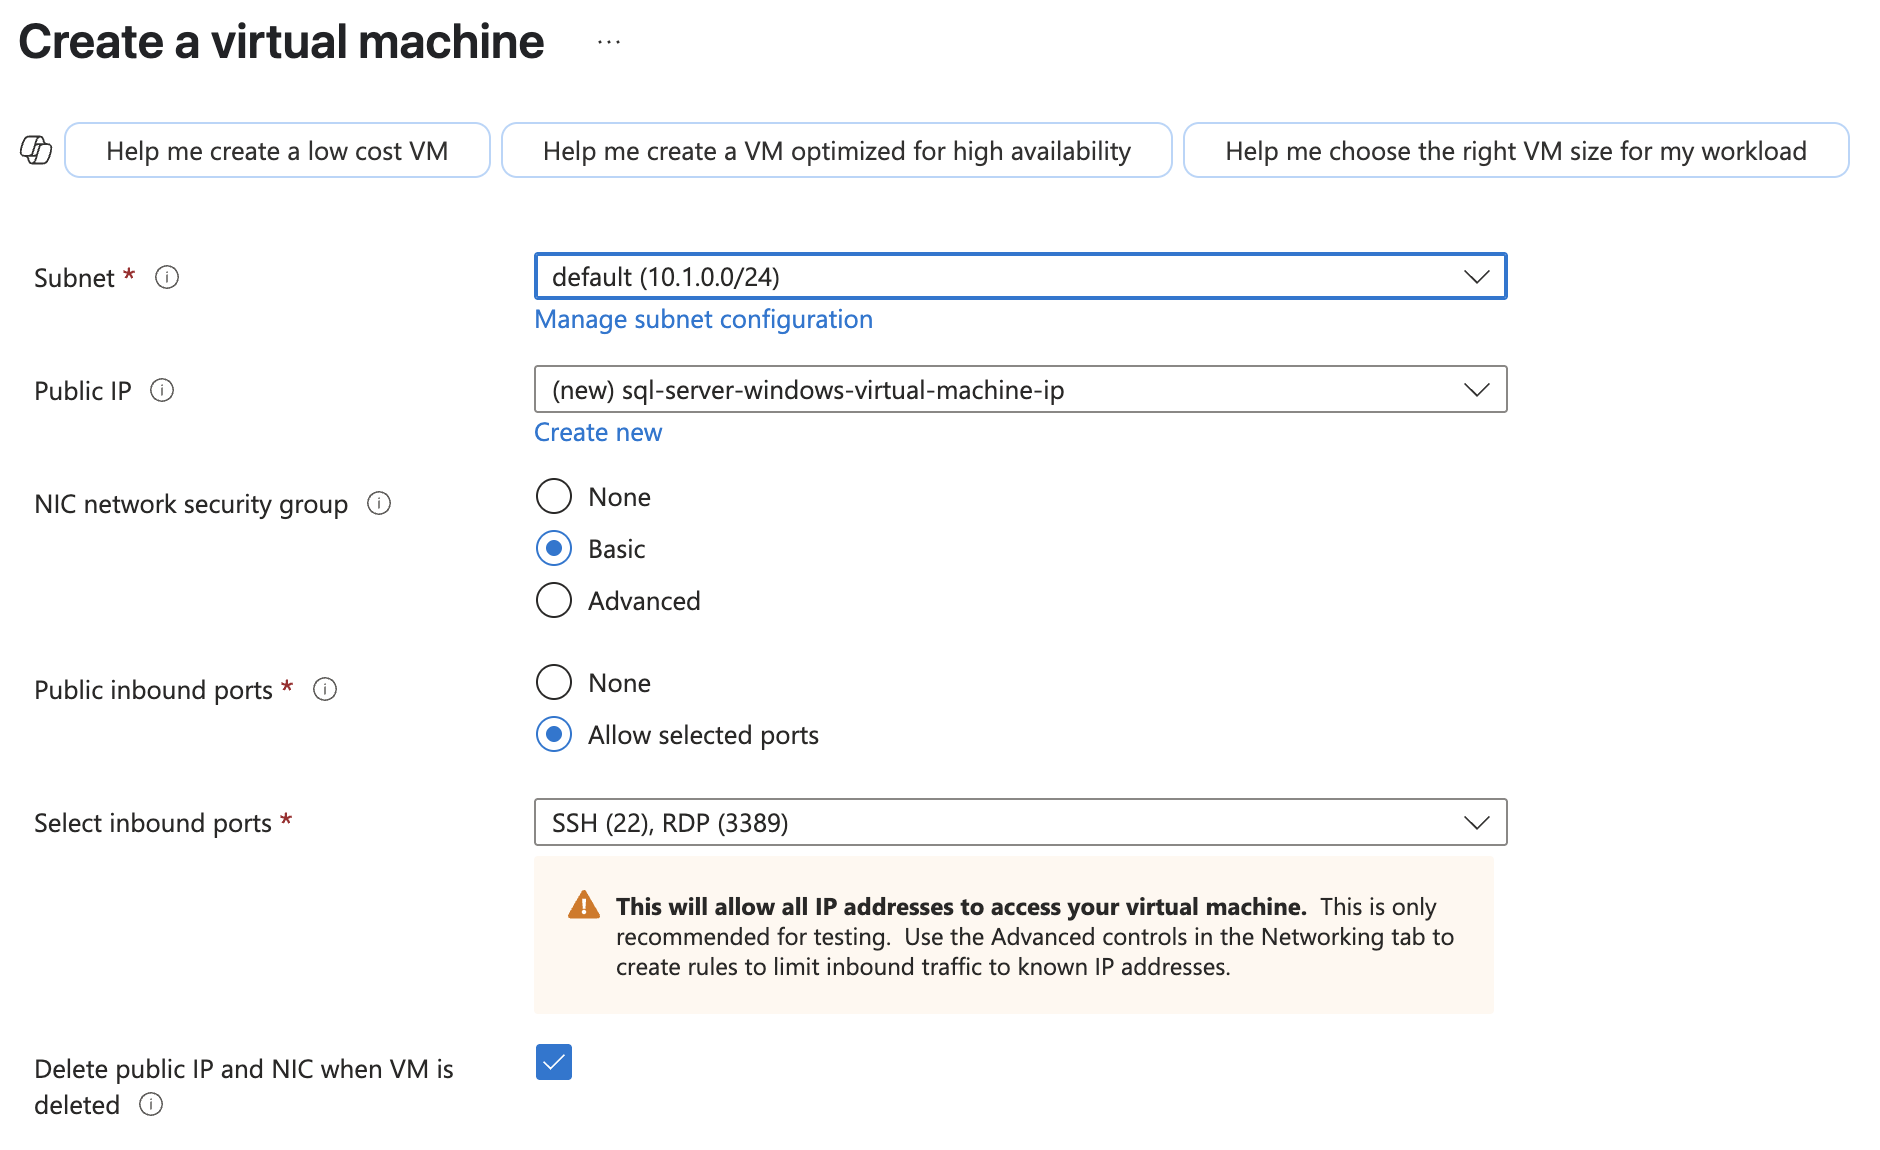 Create a virtual machine ...
Help me create a low cost VM
Help me create a VM optimized for high availability
Help me choose the right VM size for my workload
Subnet *
default (10.1.0.0/24)
Manage subnet configuration
Public IP
(new) sql-server-windows-virtual-machine-ip
Create new
NIC network security group
None
Basic
Advanced
Public inbound ports *
None
Allow selected ports
Select inbound ports *
SSH (22), RDP (3389)
This will allow all IP addresses to access your virtual machine. This is only
recommended for testing. Use the Advanced controls in the Networking tab to
create rules to limit inbound traffic to known IP addresses.
Delete public IP and NIC when VM is
deleted